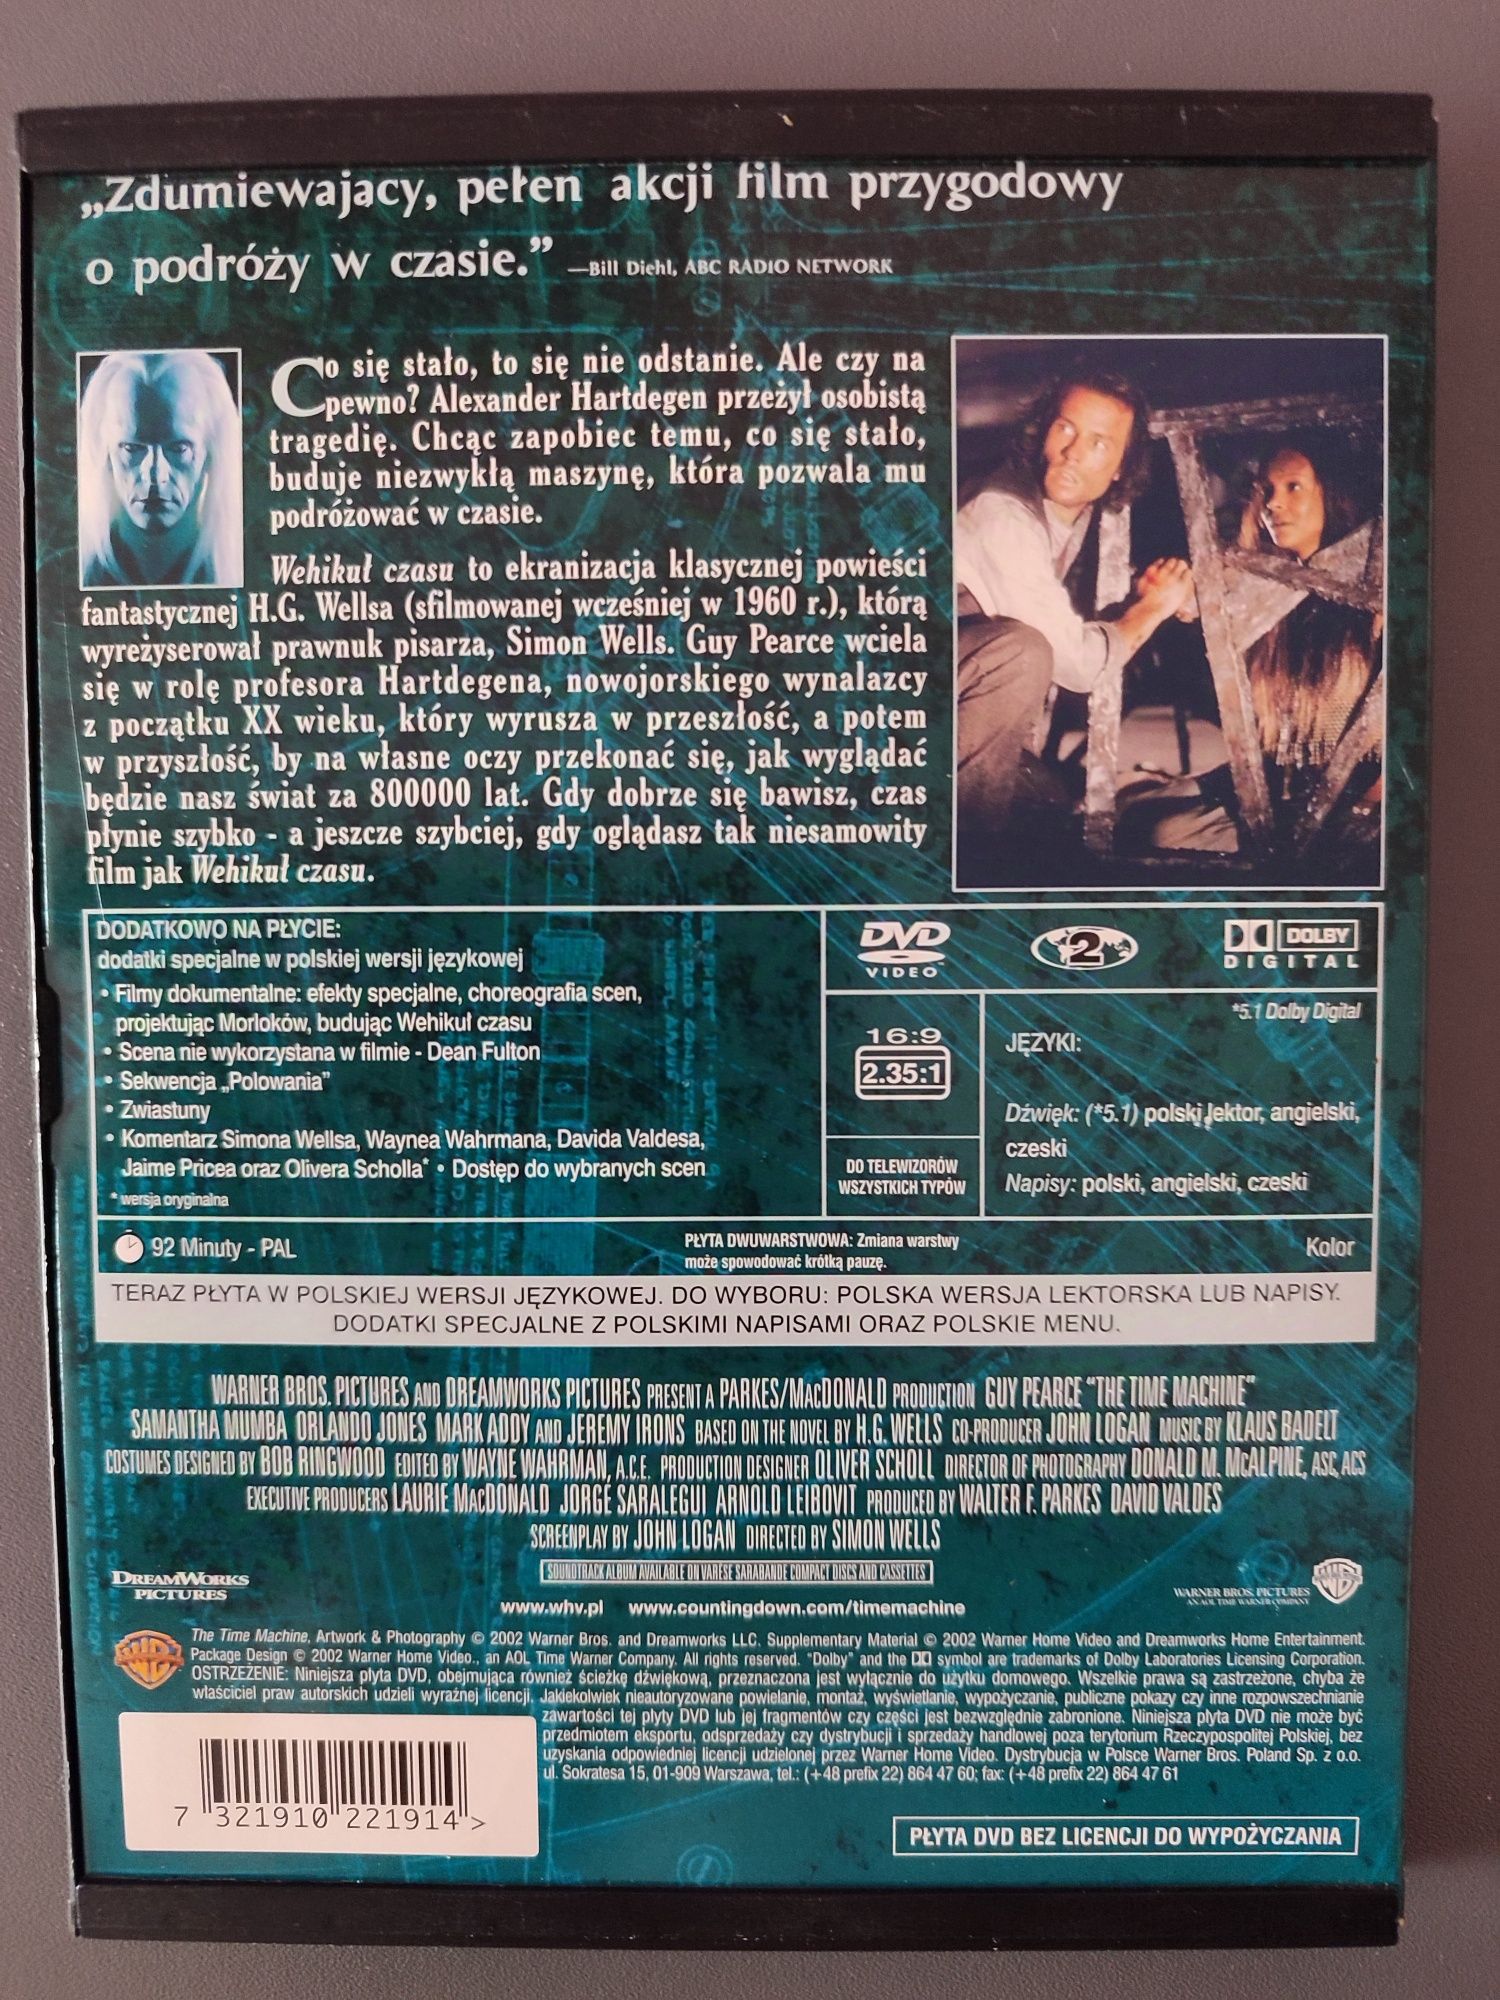 „Zdumiewający, pełen akcji film przygodowy
o podróży w czasie.” —Bill Diehl, ABC RADIO NETWORK
Co się stało, to się nie odstanie. Ale czy na
pewno? Alexander Hartdegen przeżył osobistą
tragedię. Chcąc zapobiec temu, co się stało,
buduje niezwykłą maszynę, która pozwala mu
podróżować w czasie.
Wehikuł czasu to ekranizacja klasycznej powieści
fantastycznej H.G. Wellsa (sfilmowanej wcześniej w 1960 r.), którą
wyreżyserował prawnuk pisarza, Simon Wells. Guy Pearce wciela
się w rolę profesora Hartdegena, nowojorskiego wynalazcy
z początku XX wieku, który wyrusza w przeszłość, a potem
w przyszłość, by na własne oczy przekonać się, jak wyglądać
będzie nasz świat za 800000 lat. Gdy dobrze się bawisz, czas
płynie szybko - a jeszcze szybciej, gdy oglądasz tak niesamowity
film jak Wehikuł czasu.
DODATKOWO NA PŁYCIE:
dodatki specjalne w polskiej wersji językowej
• Filmy dokumentalne: efekty specjalne, choreografia scen,
projektując Morloków, budując Wehikuł czasu
• Scena nie wykorzystana w filmie - Dean Fulton
• Sekwencja „Polowania”
• Zwiastuny
• Komentarz Simona Wellsa, Waynea Wahrmana, Davida Valdesa,
Jaime Pricea oraz Olivera Scholla* • Dostęp do wybranych scen
* wersja oryginalna
DVD
VIDEO
2
DOLBY
DIGITAL
16:9
2.35:1
DO TELEWIZORÓW
WSZYSTKICH TYPÓW
*5.1 Dolby Digital
JĘZYKI:
Dźwięk: (*5.1) polski lektor, angielski,
czeski
Napisy: polski, angielski, czeski
92 Minuty - PAL
PŁYTA DWUWARSTWOWA: Zmiana warstwy
może spowodować krótką pauzę.
Kolor
TERAZ PŁYTA W POLSKIEJ WERSJI JĘZYKOWEJ. DO WYBORU: POLSKA WERSJA LEKTORSKA LUB NAPISY.
DODATKI SPECJALNE Z POLSKIMI NAPISAMI ORAZ POLSKIE MENU.
WARNER BROS. PICTURES AND DREAMWORKS PICTURES PRESENT A PARKES/MACDONALD PRODUCTION GUY PEARCE "THE TIME MACHINE"
SAMANTHA MUMBA ORLANDO JONES MARK ADDY AND JEREMY IRONS BASED ON THE NOVEL BY H.G. WELLS CO-PRODUCER JOHN LOGAN MUSIC BY KLAUS BADELT
COSTUMES DESIGNED BY BOB RINGWOOD EDITED BY WAYNE WAHRMAN, A.C.E. PRODUCTION DESIGNER OLIVER SCHOLL DIRECTOR OF PHOTOGRAPHY DONALD M. McALPINE, ASC, ACS
EXECUTIVE PRODUCERS LAURIE MACDONALD JORGE SARALEGUI ARNOLD LEIBOVIT PRODUCED BY WALTER F. PARKES DAVID VALDES
SCREENPLAY BY JOHN LOGAN DIRECTED BY SIMON WELLS
SOUNDTRACK ALBUM AVAILABLE ON VARÈSE SARABANDE COMPACT DISCS AND CASSETTES
DREAMWORKS
PICTURES
www.whv.pl www.countingdown.com/timemachine
WARNER BROS. PICTURES
AN AOL TIME WARNER COMPANY
The Time Machine, Artwork & Photography © 2002 Warner Bros. and Dreamworks LLC. Supplementary Material © 2002 Warner Home Video and Dreamworks Home Entertainment.
Package Design © 2002 Warner Home Video., an AOL Time Warner Company. All rights reserved. "Dolby" and the symbol are trademarks of Dolby Laboratories Licensing Corporation.
OSTRZEŻENIE: Niniejsza płyta DVD, obejmująca również ścieżkę dźwiękową, przeznaczona jest wyłącznie do użytku domowego. Wszelkie prawa są zastrzeżone, chyba że
właściciel praw autorskich udzieli wyraźnej licencji. Jakiekolwiek nieautoryzowane powielanie, montaż, wyświetlanie, wypożyczanie, publiczne pokazy czy inne rozpowszechnianie
zawartości tej płyty DVD lub jej fragmentów czy części jest bezwzględnie zabronione. Niniejsza płyta DVD nie może być
przedmiotem eksportu, odsprzedaży czy dystrybucji i sprzedaży handlowej poza terytorium Rzeczypospolitej Polskiej, bez
uzyskania odpowiedniej licencji udzielonej przez Warner Home Video. Dystrybucja w Polsce Warner Bros. Poland Sp. z o.o.
ul. Sokratesa 15, 01-909 Warszawa, tel.: (+48 prefix 22) 864 47 60; fax: (+48 prefix 22) 864 47 61
7 321910 221914 >
PŁYTA DVD BEZ LICENCJI DO WYPOŻYCZANIA